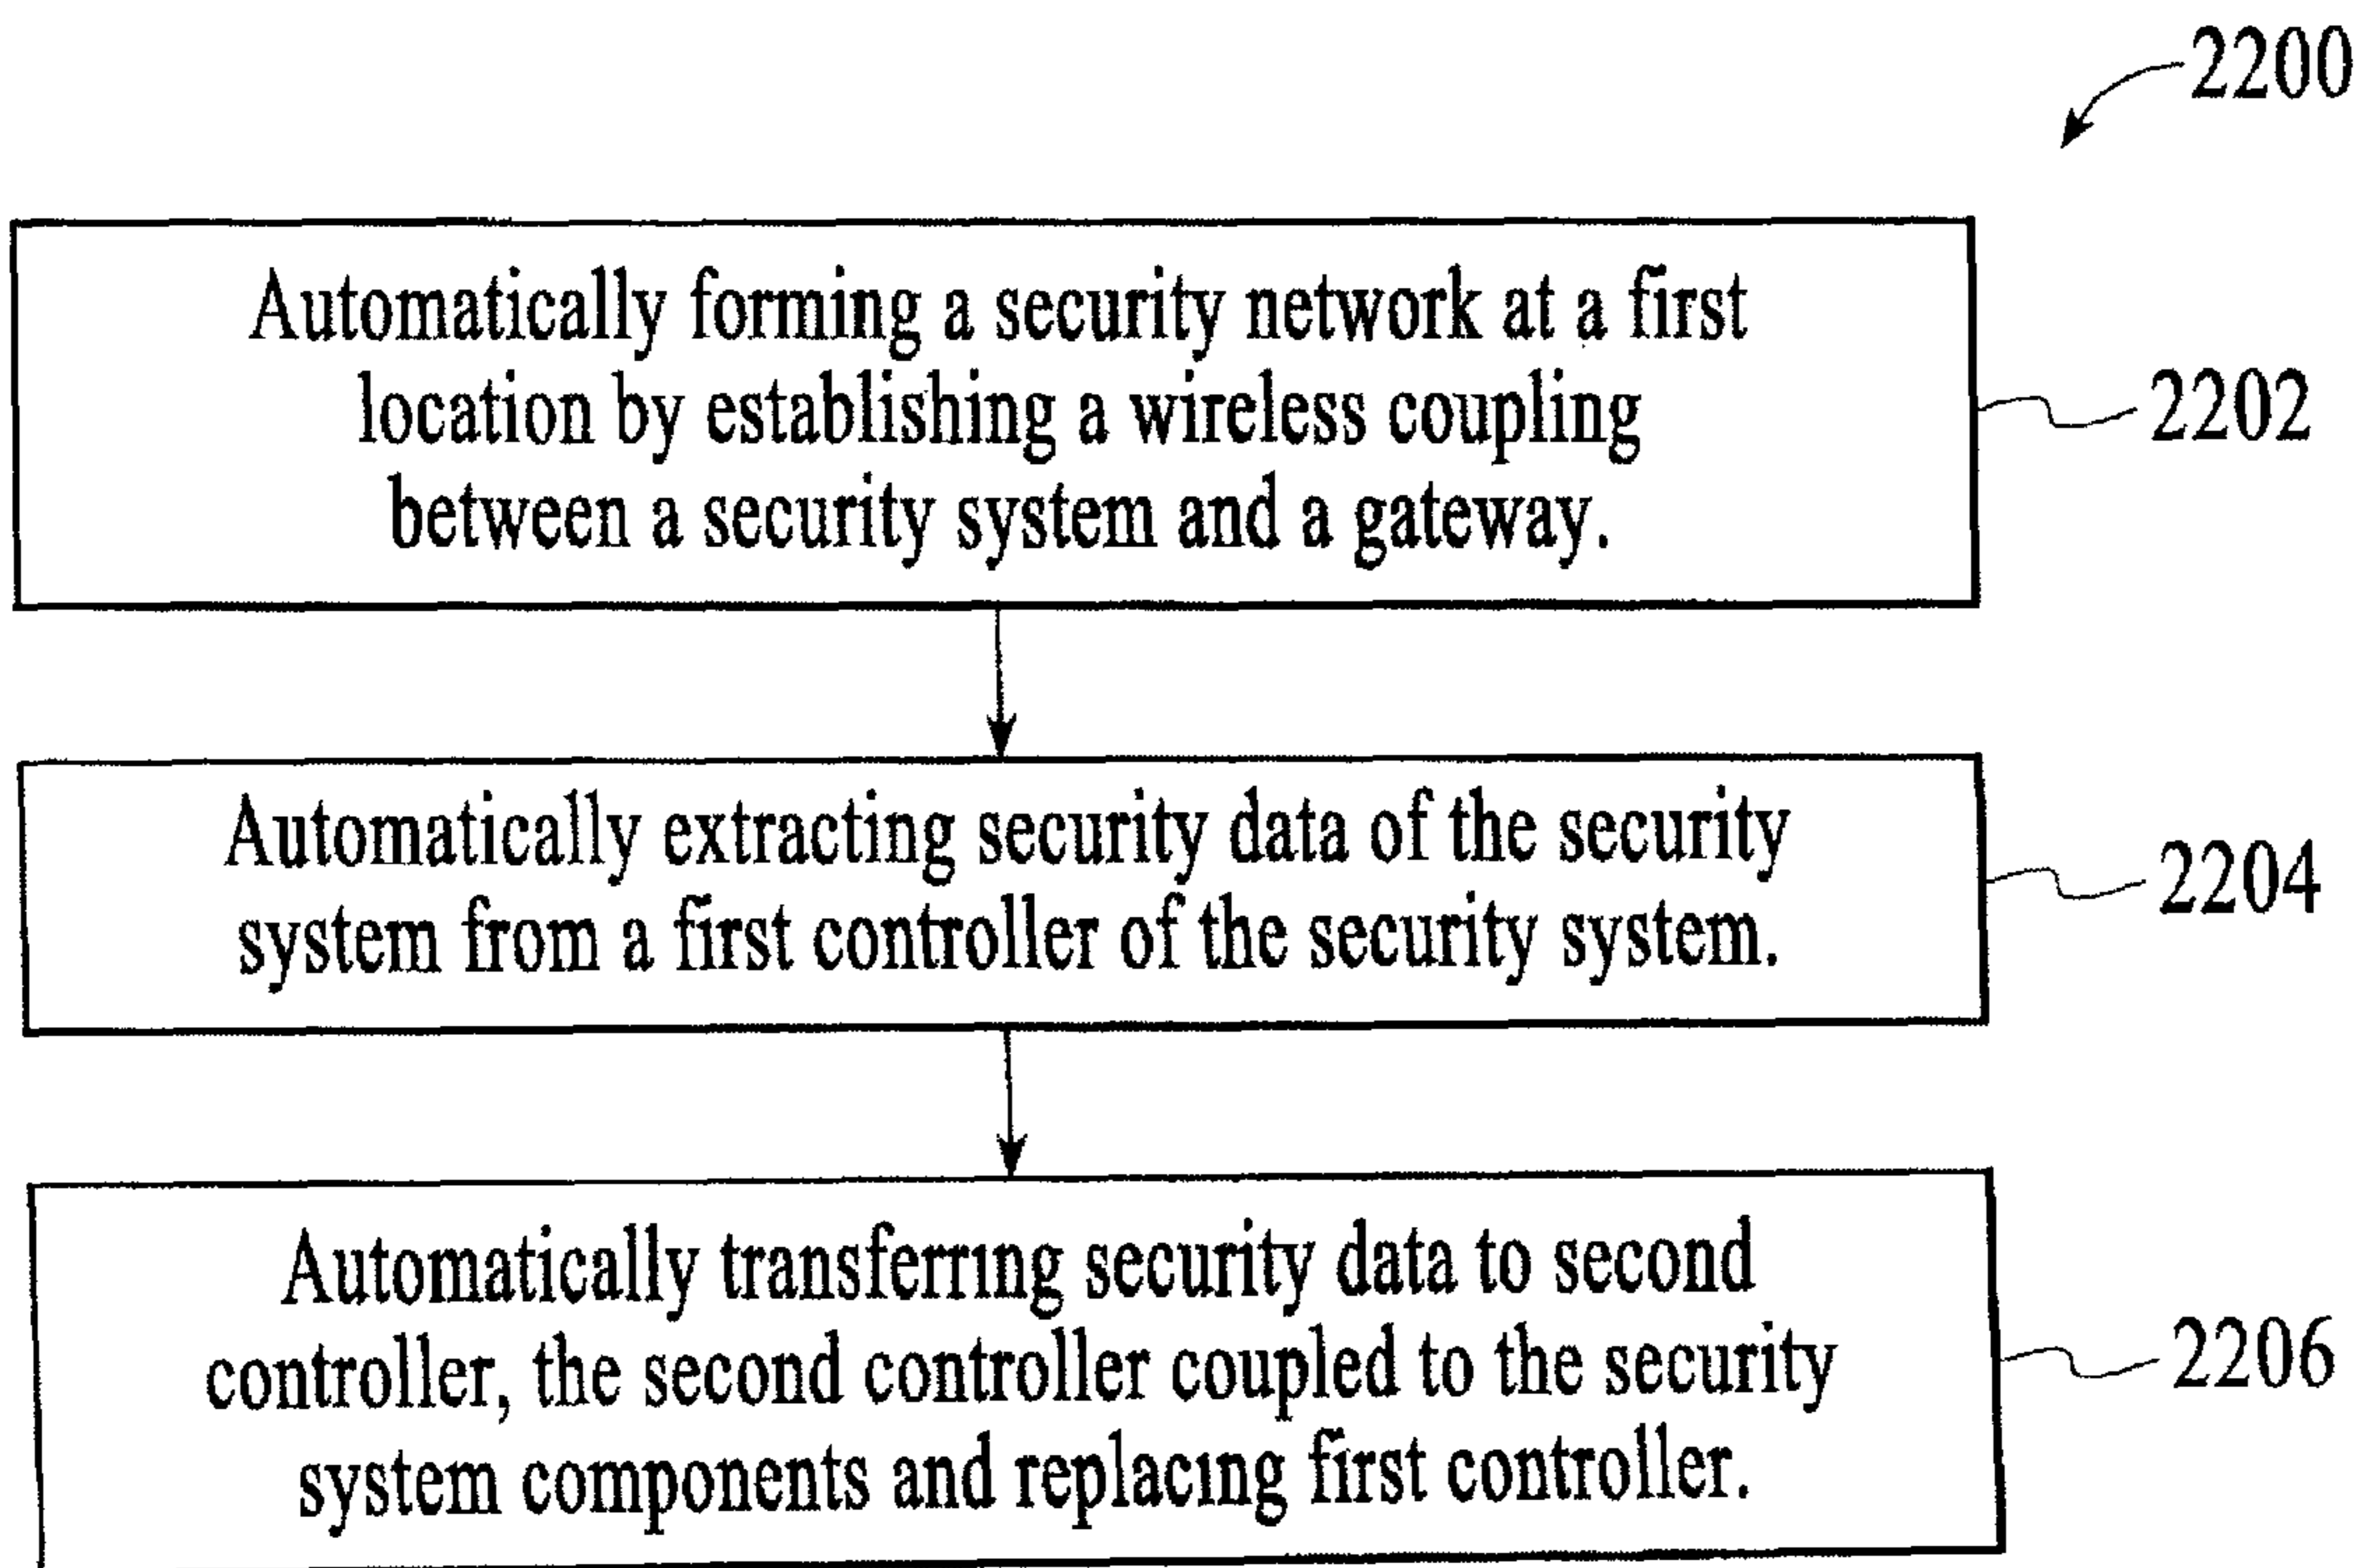 2200
Automatically forming a security network at a first
location by establishing a wireless coupling
between a security system and a gateway.
2202
Automatically extracting security data of the security
system from a first controller of the security system.
2204
Automatically transferring security data to second
controller, the second controller coupled to the security
system components and replacing first controller.
2206